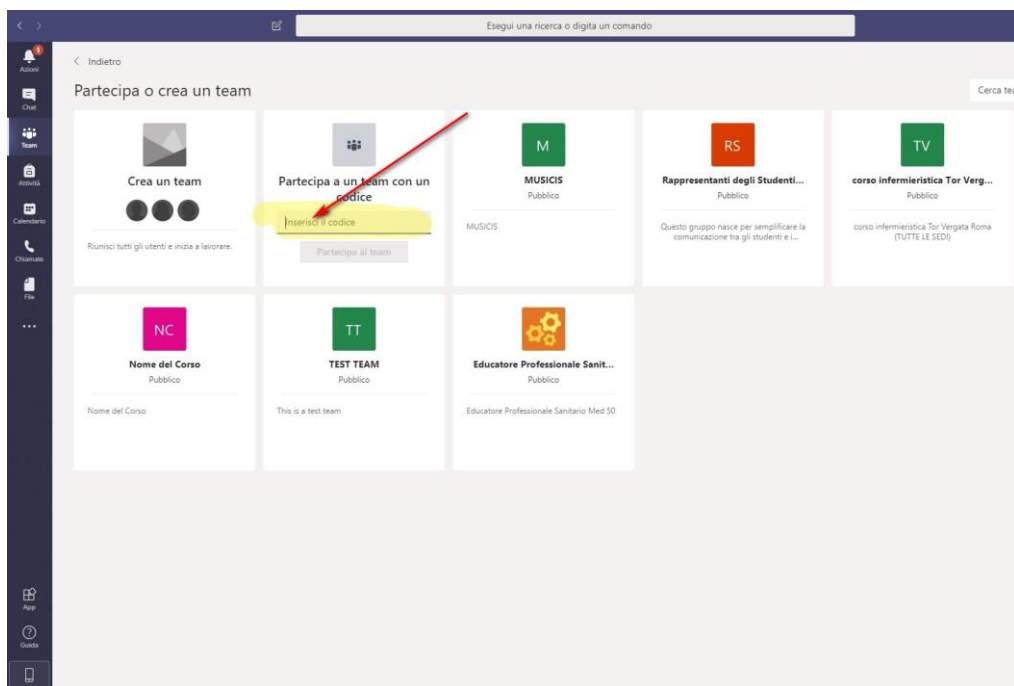 Esegui una ricerca o digita un comando
1
Azioni
Chat
Team
Attività
Calendario
Chiamate
File
App
Guida
Indietro
Partecipa o crea un team
Cerca tea
Crea un team
Riunisci tutti gli utenti e inizia a lavorare.
Partecipa a un team con un
codice
Inserisci il codice
Partecipa al team
M
MUSICIS
Pubblico
MUSICIS
RS
Rappresentanti degli Studenti...
Pubblico
Questo gruppo nasce per semplificare la
comunicazione tra gli studenti e i...
TV
corso infermieristica Tor Verg...
Pubblico
corso infermieristica Tor Vergata Roma
(TUTTE LE SEDI)
NC
Nome del Corso
Pubblico
Nome del Corso
TT
TEST TEAM
Pubblico
This is a test team
Educatore Professionale Sanit...
Pubblico
Educatore Professionale Sanitario Med 50